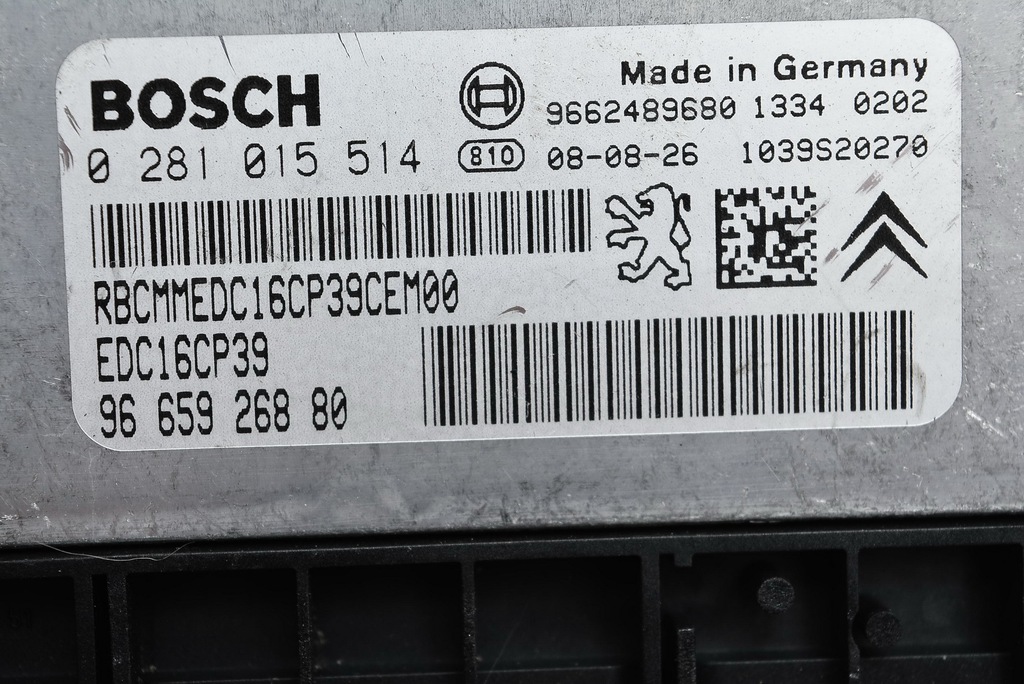 BOSCH
Made in Germany
9662489680 1334 0202
0 281 015 514
810 08-08-26 1039S20270
RBCMMEDC16CP39CEM00
EDC16CP39
96 659 268 80